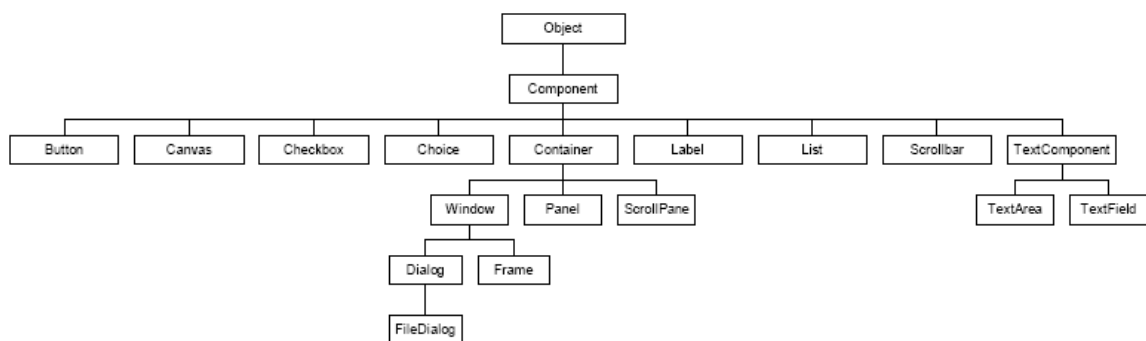 Object
Component
Button Canvas Checkbox Choice Container Label List Scrollbar TextComponent
Window Panel ScrollPane TextArea TextField
Dialog Frame
FileDialog